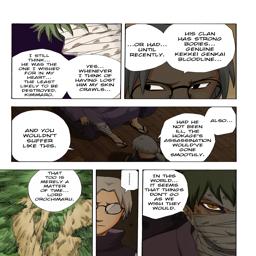 HIS CLAN
HAS STRONG
BODIES...
GENUINE
KEKKEI GENKAI
BLOODLINE...
...OR HAD...
UNTIL
RECENTLY.
YES...
WHENEVER
I THINK OF
HAVING LOST
HIM MY SKIN
CRAWLS...
I STILL
THINK...
HE WAS THE
ONE I WISHED
FOR IN MY
HEART...
THE LEAST
LIKELY TO BE
DESTROYED.
KIMIMARO.
ALSO...
HAD HE
NOT BEEN
ILL, THE
HOKAGE'S
ASSASSINATION
WOULD'VE
GONE
SMOOTHLY.
AND YOU
WOULDN'T
SUFFER
LIKE THIS.
IN THIS
WORLD...
IT SEEMS
THAT THINGS
DON'T GO
AS WE
WISH THEY
WOULD.
THAT
TOO IS
MERELY A
MATTER
OF TIME...
LORD
OROCHIMARU.